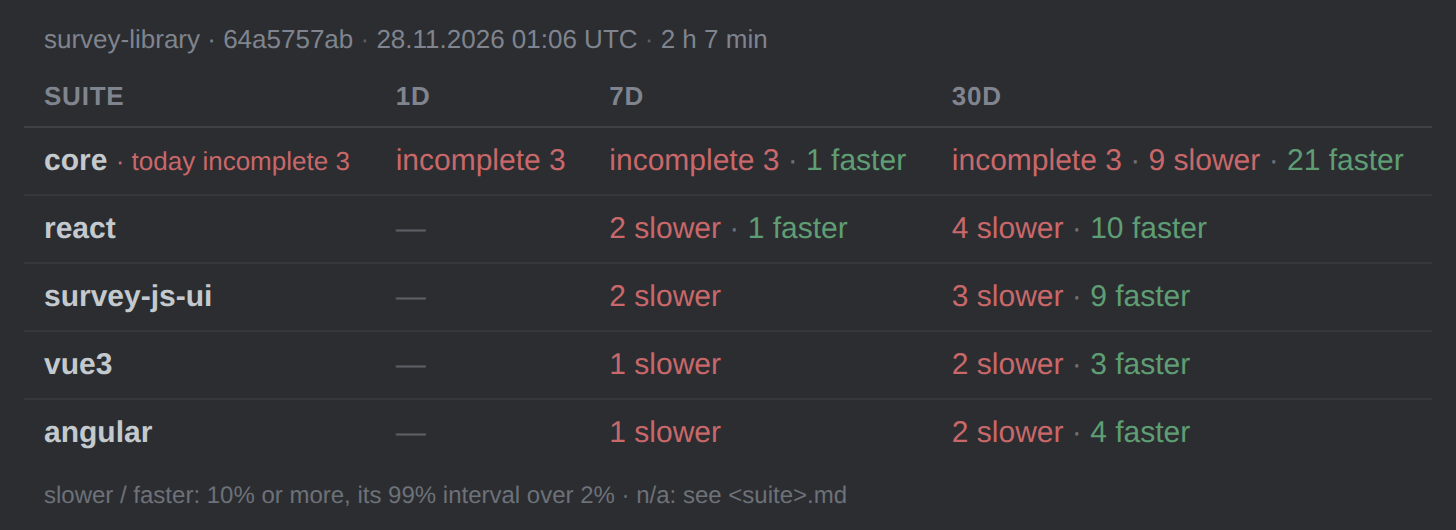 survey-library · 64a5757ab · 28.11.2026 01:06 UTC · 2 h 7 min
SUITE 1D 7D 30D
core · today incomplete 3 incomplete 3 incomplete 3 · 1 faster incomplete 3 · 9 slower · 21 faster
react — 2 slower · 1 faster 4 slower · 10 faster
survey-js-ui — 2 slower 3 slower · 9 faster
vue3 — 1 slower 2 slower · 3 faster
angular — 1 slower 2 slower · 4 faster
slower / faster: 10% or more, its 99% interval over 2% · n/a: see <suite>.md